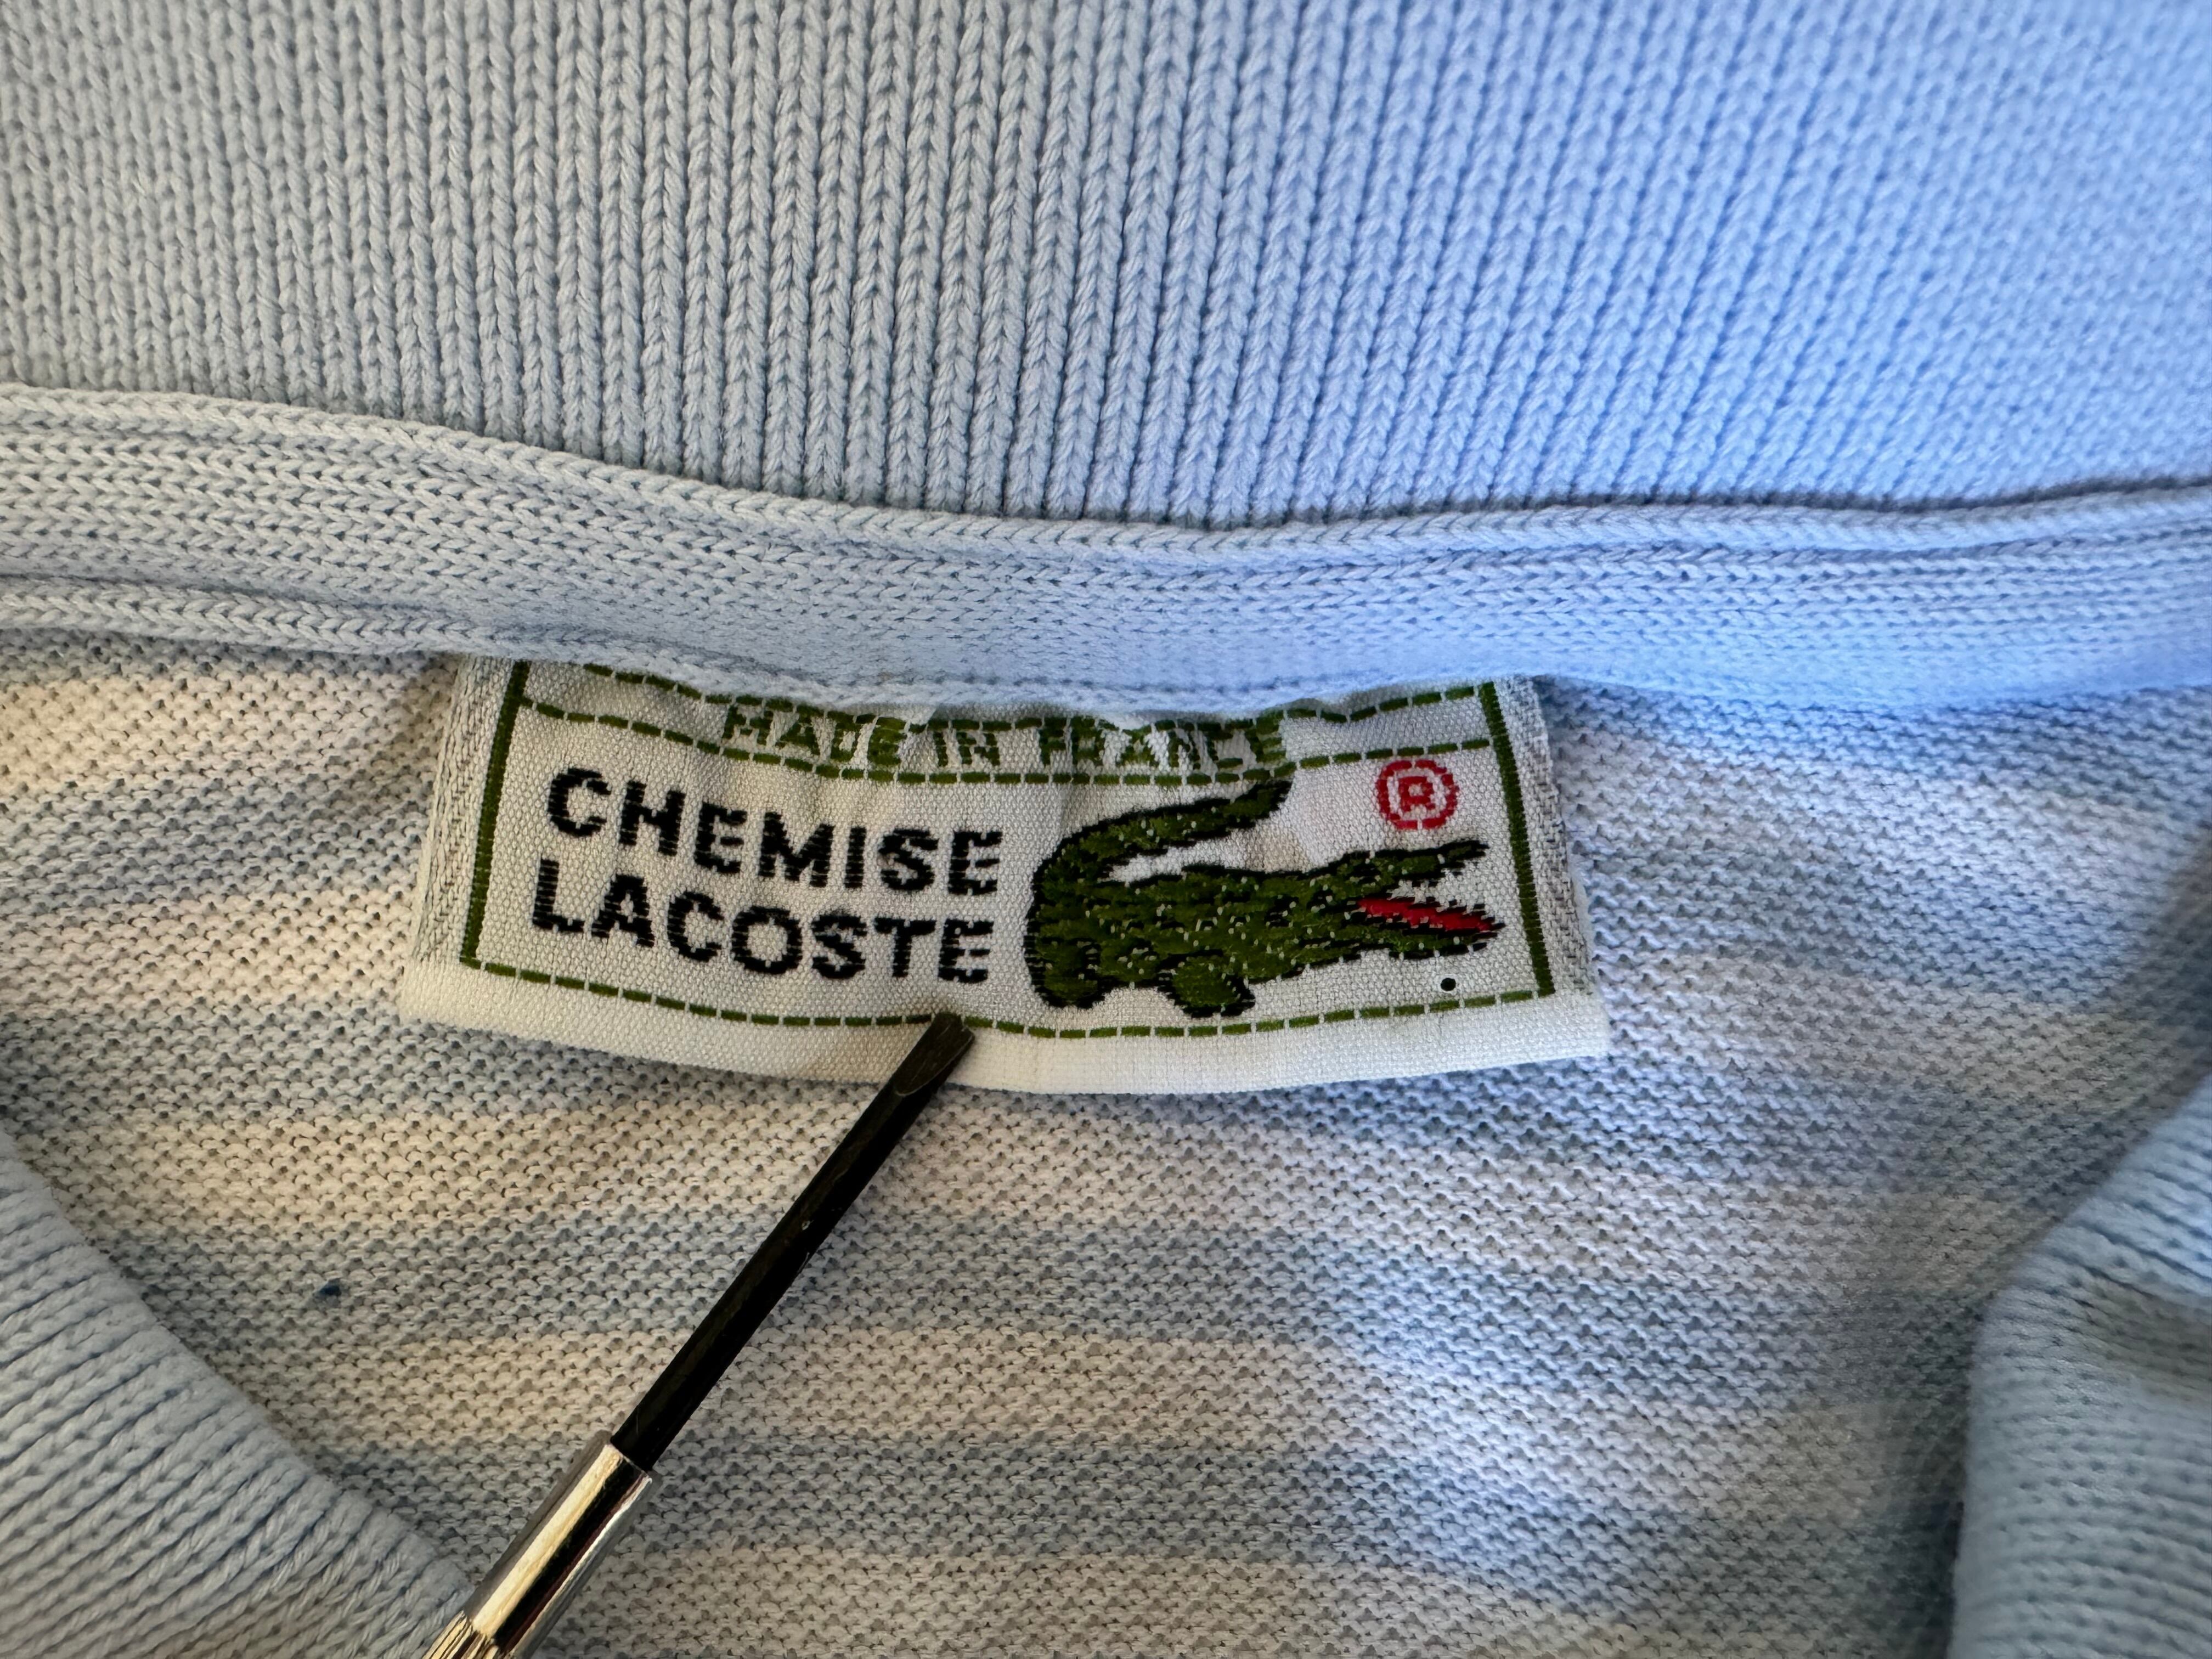 MADE IN FRANCE
CHEMISE
LACOSTE
®